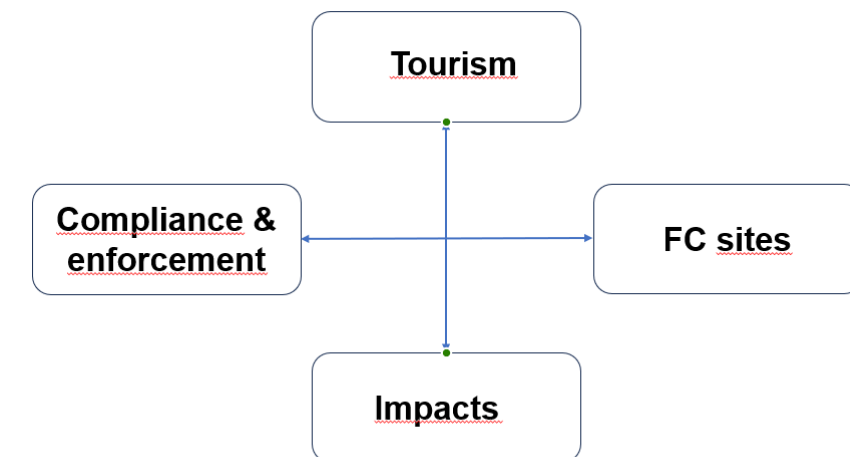 Tourism
Compliance &
enforcement
FC sites
Impacts